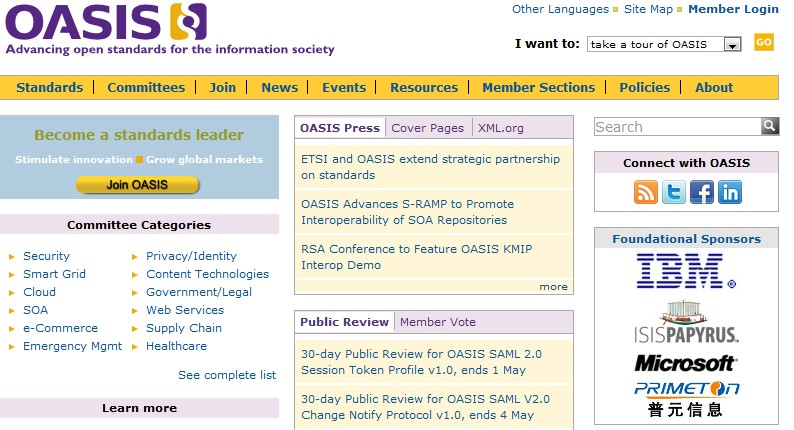 OASIS
Advancing open standards for the information society
Other Languages Site Map Member Login
I want to: take a tour of OASIS GO
Standards Committees Join News Events Resources Member Sections Policies About
Become a standards leader
Stimulate innovation Grow global markets
Join OASIS
Committee Categories
Security
Smart Grid
Cloud
SOA
e-Commerce
Emergency Mgmt
Privacy/Identity
Content Technologies
Government/Legal
Web Services
Supply Chain
Healthcare
See complete list
Learn more
OASIS Press Cover Pages XML.org
ETSI and OASIS extend strategic partnership
on standards
OASIS Advances S-RAMP to Promote
Interoperability of SOA Repositories
RSA Conference to Feature OASIS KMIP
Interop Demo
more
Public Review Member Vote
30-day Public Review for OASIS SAML 2.0
Session Token Profile v1.0, ends 1 May
30-day Public Review for OASIS SAML V2.0
Change Notify Protocol v1.0, ends 4 May
Search
Connect with OASIS
Foundational Sponsors
IBM®
ISISPAPYRUS
Microsoft
PRIMETON
普元信息